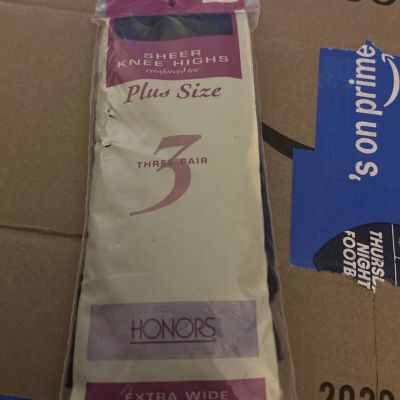 SHEER
KNEE HIGHS
reinforced toe
Plus Size
THREE PAIR
3
HONORS
EXTRA WIDE
's on prime
THURS
NIGHT
FOOTB